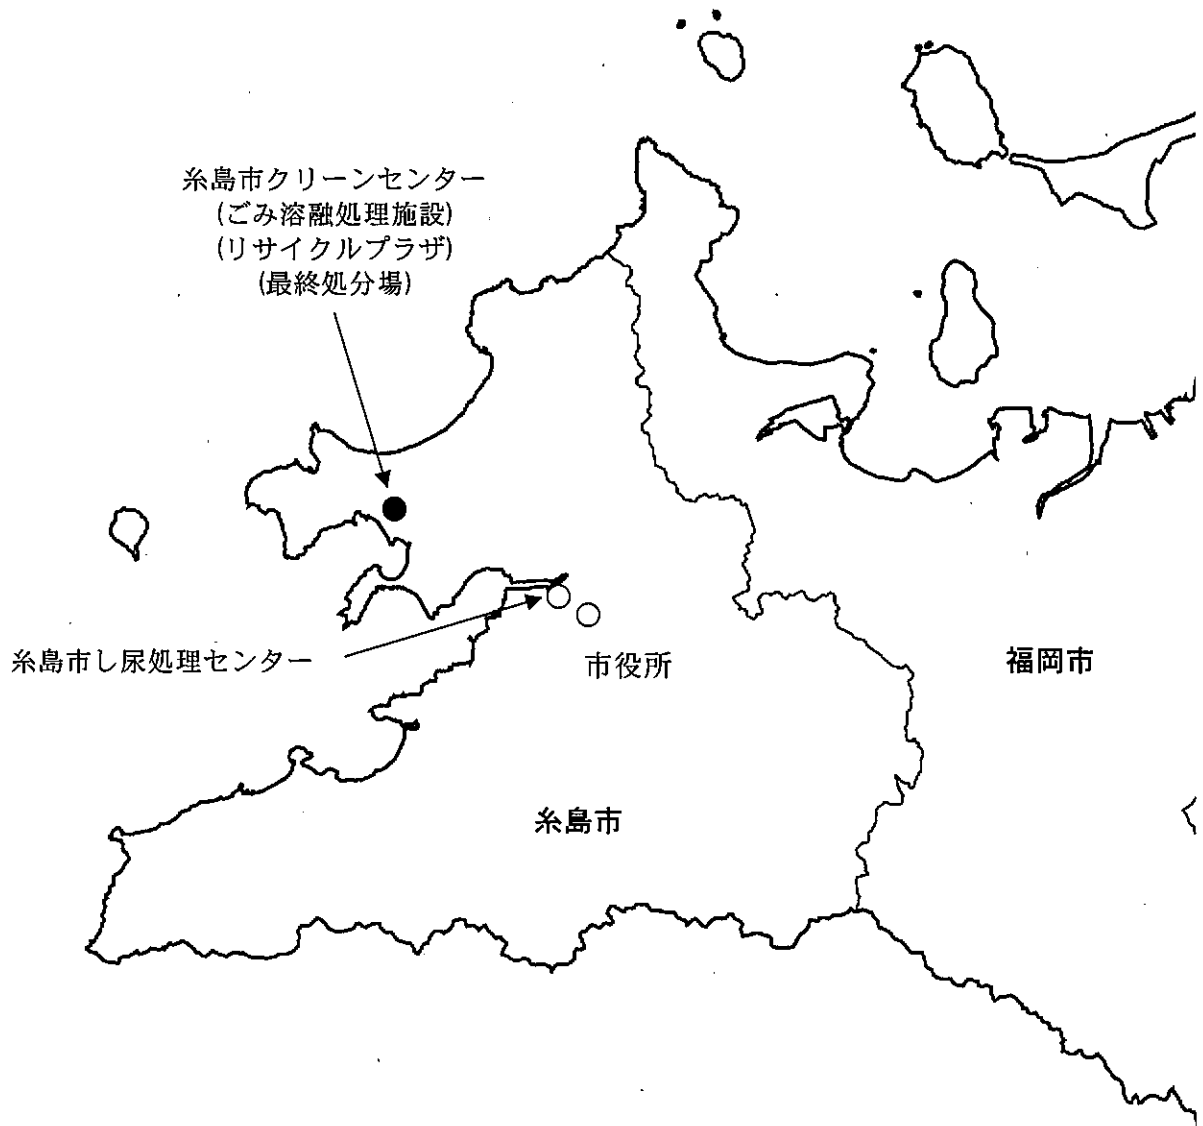 糸島市クリーンセンター
(ごみ溶融処理施設)
(リサイクルプラザ)
(最終処分場)
糸島市し尿処理センター
市役所
福岡市
糸島市